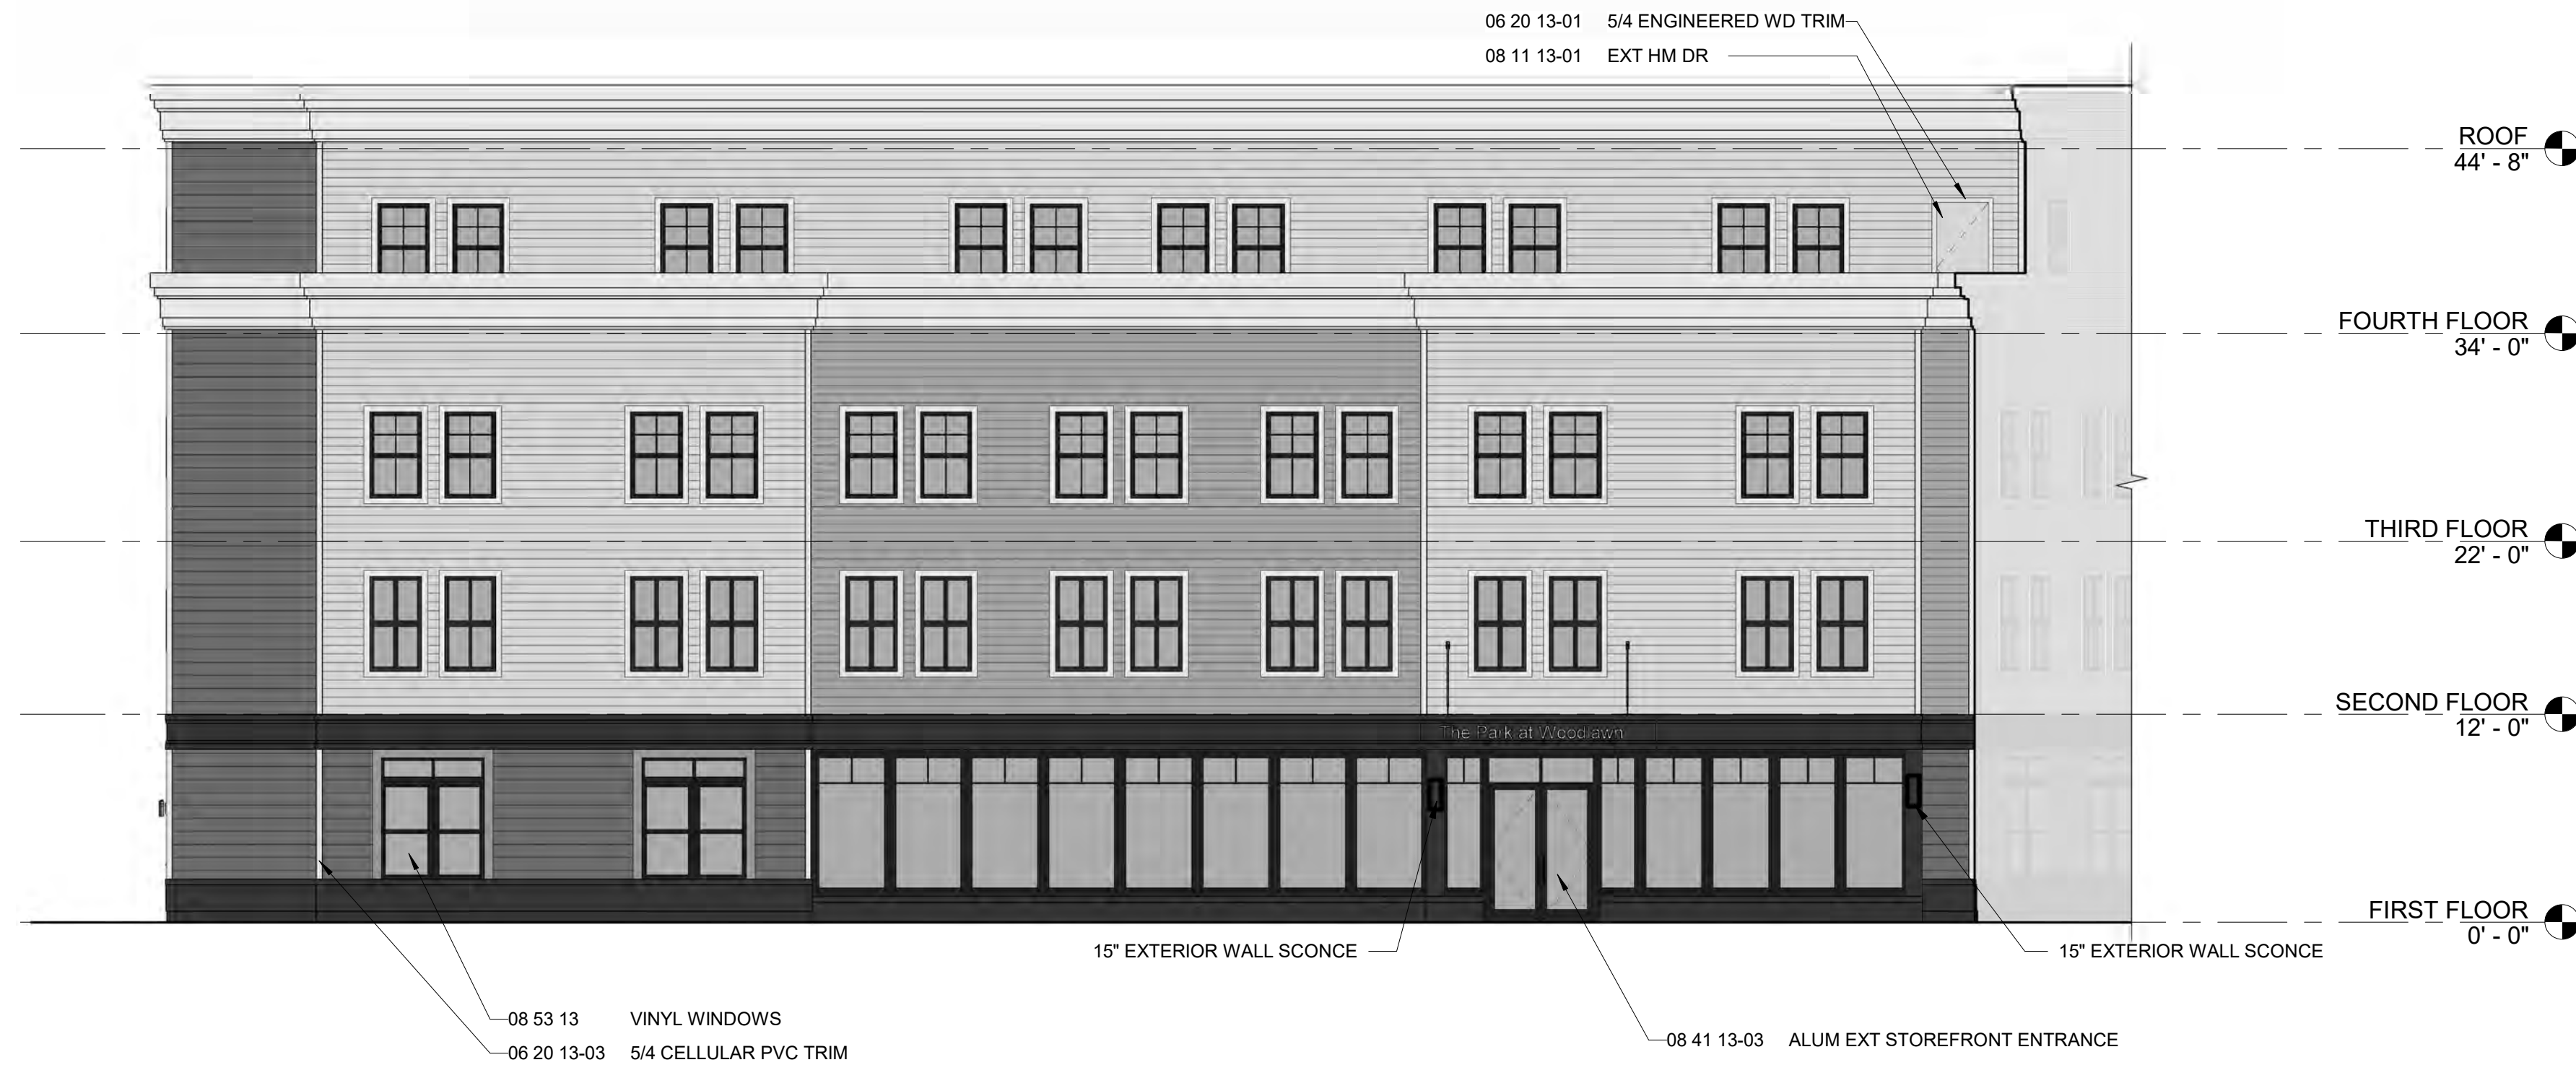 06 20 13-01 5/4 ENGINEERED WD TRIM
08 11 13-01 EXT HM DR
ROOF
44' - 8"
FOURTH FLOOR
34' - 0"
THIRD FLOOR
22' - 0"
SECOND FLOOR
12' - 0"
The Park at Woodlawn
FIRST FLOOR
0' - 0"
15" EXTERIOR WALL SCONCE
15" EXTERIOR WALL SCONCE
08 53 13 VINYL WINDOWS
06 20 13-03 5/4 CELLULAR PVC TRIM
08 41 13-03 ALUM EXT STOREFRONT ENTRANCE